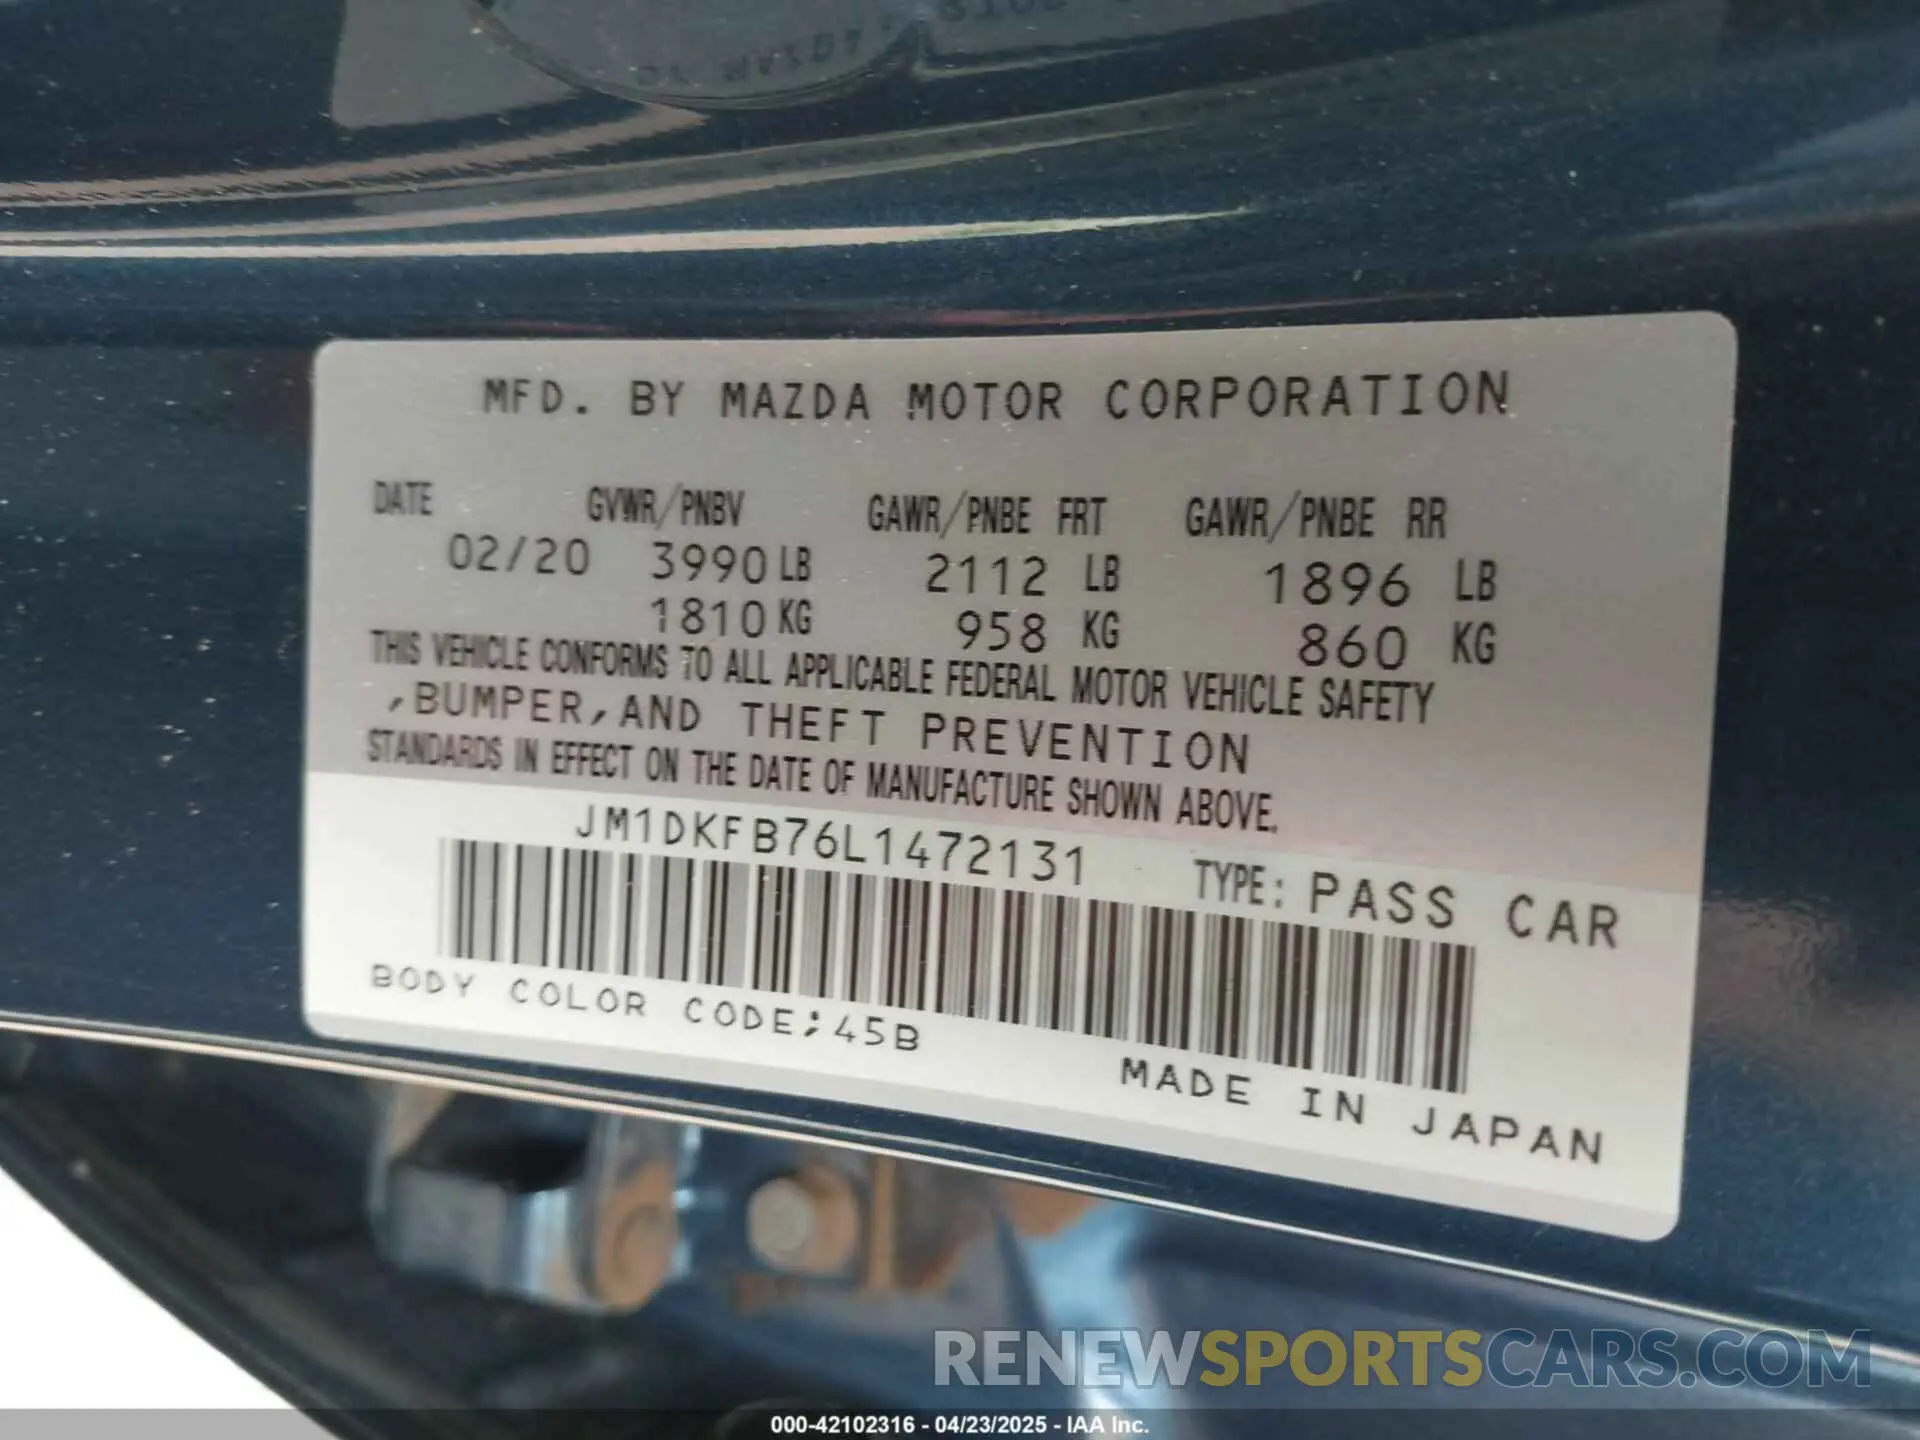 MFD. BY MAZDA MOTOR CORPORATION
DATE GVWR/PNBV GAWR/PNBE FRT GAWR/PNBE RR
02/20 3990 LB 2112 LB 1896 LB
1810 KG 958 KG 860 KG
THIS VEHICLE CONFORMS TO ALL APPLICABLE FEDERAL MOTOR VEHICLE SAFETY
,BUMPER,AND THEFT PREVENTION
STANDARDS IN EFFECT ON THE DATE OF MANUFACTURE SHOWN ABOVE.
JM1DKFB76L1472131 TYPE: PASS CAR
BODY COLOR CODE;45B
MADE IN JAPAN
RENEWSPORTSCARS.COM
000-42102316 - 04/23/2025 - IAA Inc.